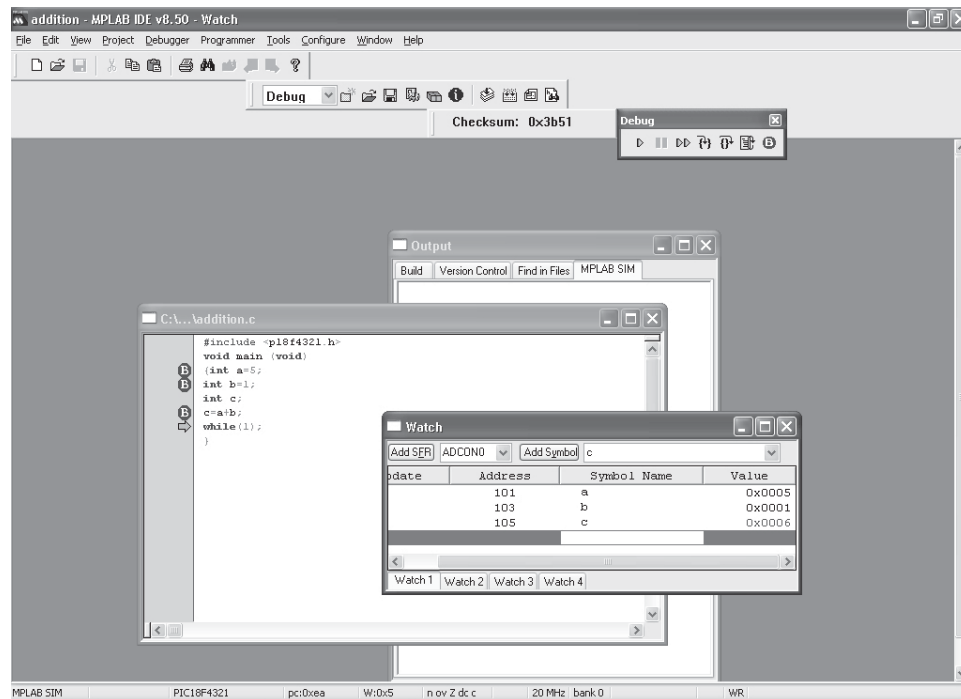 addition - MPLAB IDE v8.50 - Watch
File Edit View Project Debugger Programmer Tools Configure Window Help
Debug
Checksum: 0x3b51
Debug
Output
Build Version Control Find in Files MPLAB SIM
C:\...\addition.c
#include <p18f4321.h>
void main (void)
{int a=5;
B
int b=1;
B
int c;
c=a+b;
B
while(1);
}
Watch
Add SFR ADCON0 Add Symbol c
pdate Address Symbol Name Value
101 a 0x0005
103 b 0x0001
105 c 0x0006
Watch 1 Watch 2 Watch 3 Watch 4
MPLAB SIM PIC18F4321 pc:0xea W:0x5 n ov Z dc c 20 MHz bank 0 WR